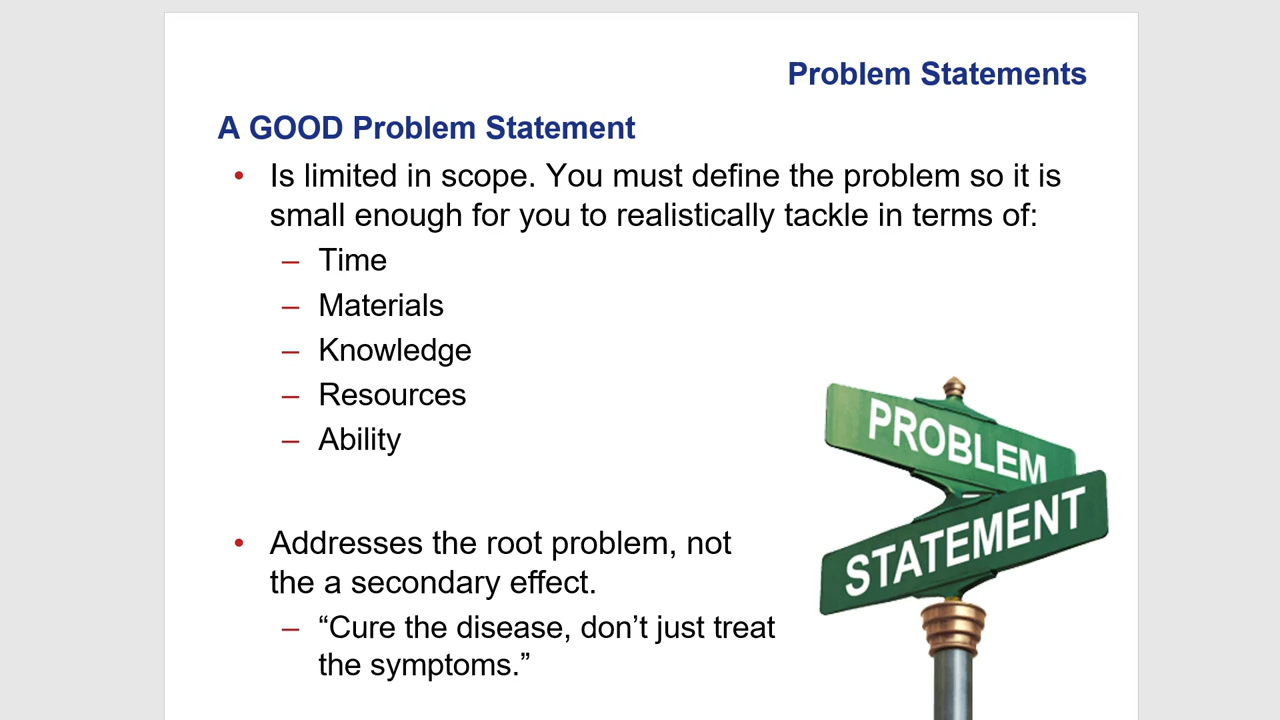 Problem Statements
A GOOD Problem Statement
• Is limited in scope. You must define the problem so it is
small enough for you to realistically tackle in terms of:
– Time
– Materials
– Knowledge
– Resources
– Ability
• Addresses the root problem, not
the a secondary effect.
– “Cure the disease, don’t just treat
the symptoms.”
PROBLEM
STATEMENT